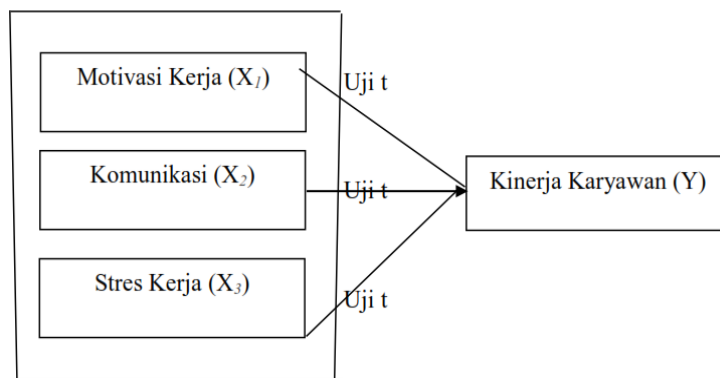 Motivasi Kerja (X1)
Uji t
Komunikasi (X2)
Uji t
Kinerja Karyawan (Y)
Stres Kerja (X3)
Uji t